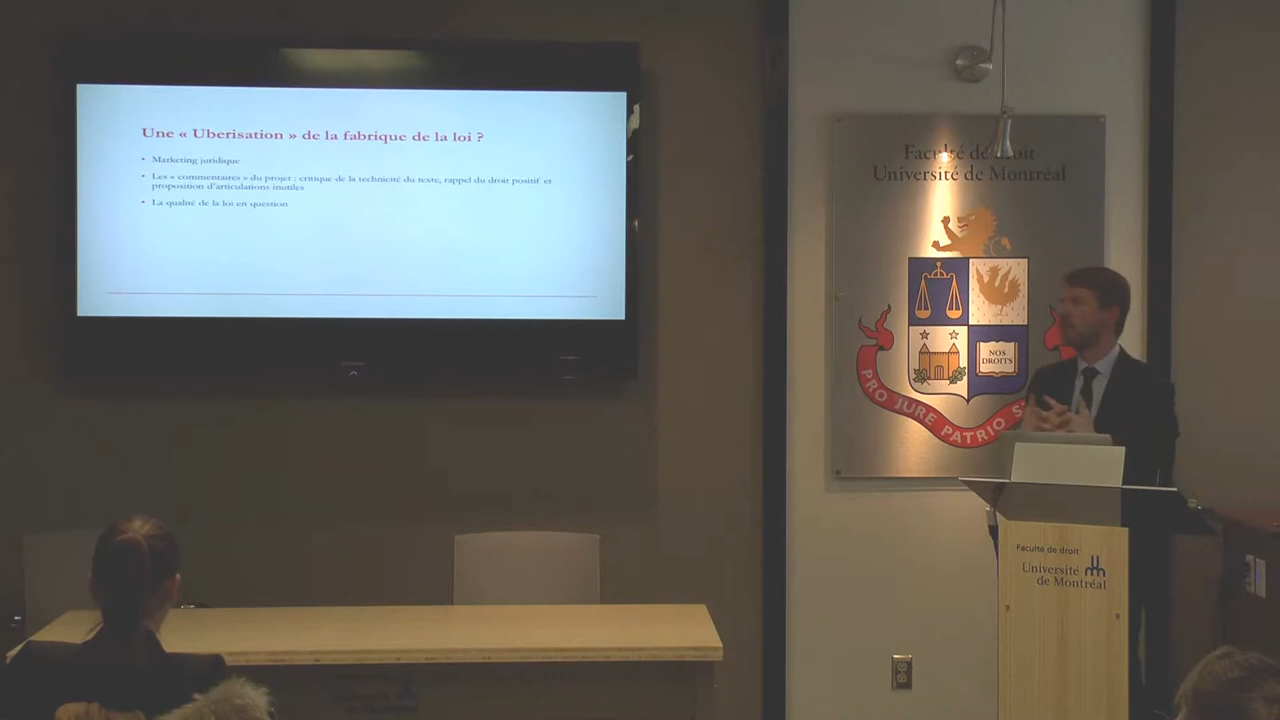 Une « Uberisation » de la fabrique de la loi ?
• Marketing juridique
• Les « commentaires » du projet : critique de la technicité du texte, rappel du droit positif et
proposition d'articulations inutiles
• La qualité de la loi en question
Faculté de droit
Université de Montréal
NOS
DROITS
PRO JURE PATRIO S
Faculté de droit
Université
de Montréal